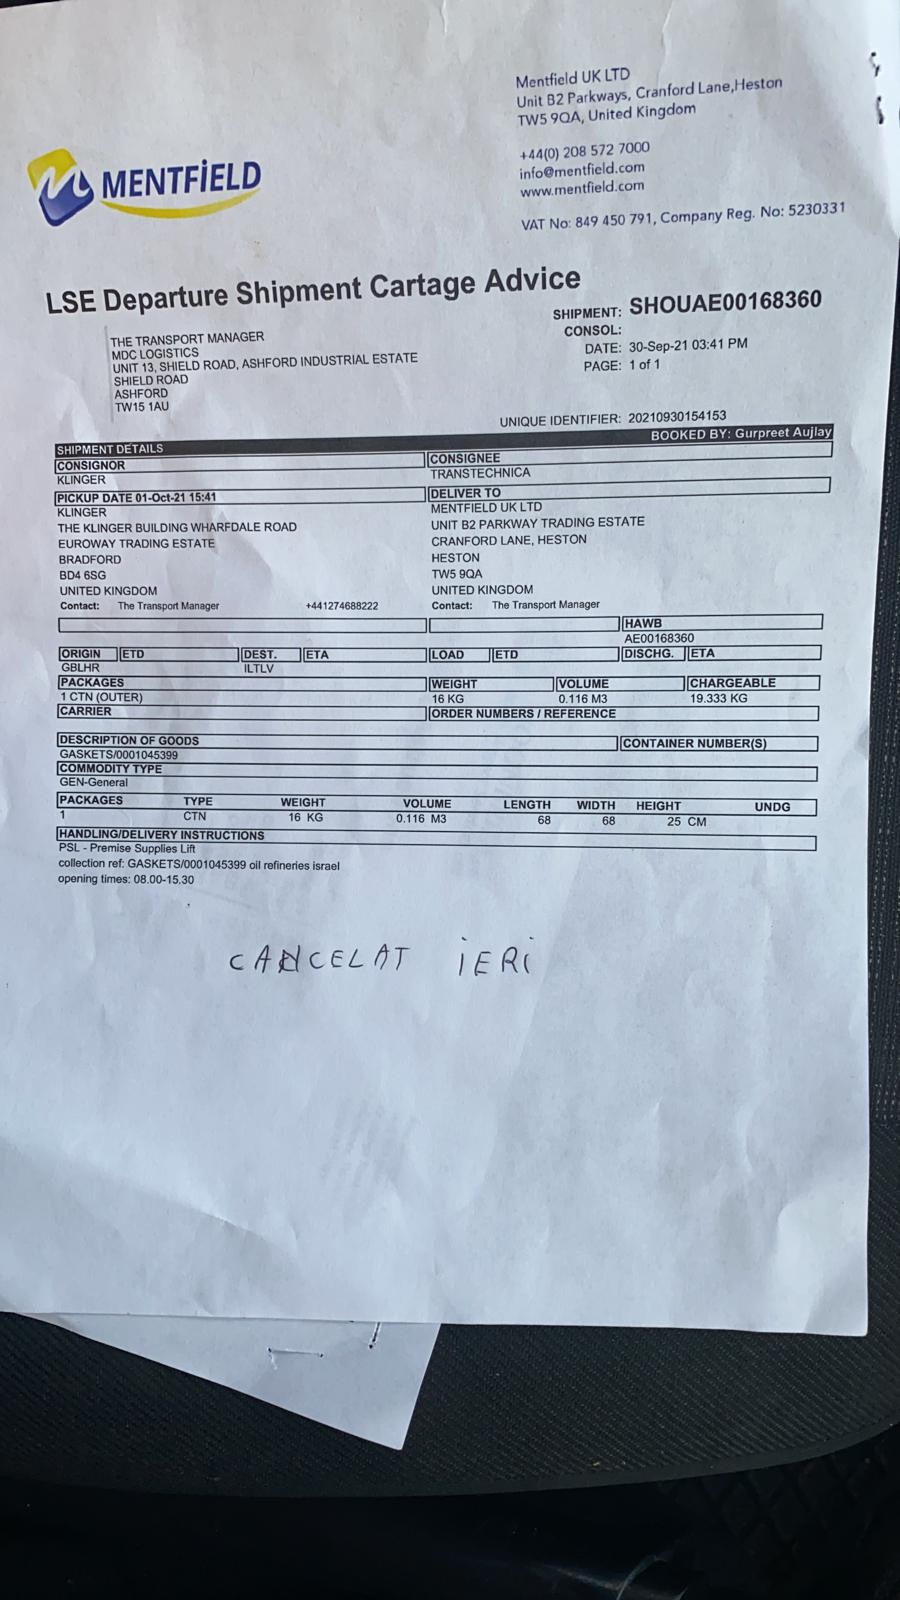 Mentfield UK LTD
Unit B2 Parkways, Cranford Lane,Heston
TW5 9QA, United Kingdom
+44(0) 208 572 7000
info@mentfield.com
www.mentfield.com
VAT No: 849 450 791, Company Reg. No: 5230331
MENTFİELD
LSE Departure Shipment Cartage Advice
SHIPMENT: SHOUAE00168360
CONSOL:
DATE: 30-Sep-21 03:41 PM
PAGE: 1 of 1
THE TRANSPORT MANAGER
MDC LOGISTICS
UNIT 13, SHIELD ROAD, ASHFORD INDUSTRIAL ESTATE
SHIELD ROAD
ASHFORD
TW15 1AU
UNIQUE IDENTIFIER: 20210930154153
SHIPMENT DETAILS BOOKED BY: Gurpreet Aujlay
CONSIGNOR CONSIGNEE
KLINGER TRANSTECHNICA
PICKUP DATE 01-Oct-21 15:41 DELIVER TO
KLINGER MENTFIELD UK LTD
THE KLINGER BUILDING WHARFDALE ROAD UNIT B2 PARKWAY TRADING ESTATE
EUROWAY TRADING ESTATE CRANFORD LANE, HESTON
BRADFORD HESTON
BD4 6SG TW5 9QA
UNITED KINGDOM UNITED KINGDOM
Contact: The Transport Manager +441274688222 Contact: The Transport Manager
HAWB
AE00168360
ORIGIN ETD DEST. ETA LOAD ETD DISCHG. ETA
GBLHR ILTLV
PACKAGES WEIGHT VOLUME CHARGEABLE
1 CTN (OUTER) 16 KG 0.116 M3 19.333 KG
CARRIER ORDER NUMBERS / REFERENCE
DESCRIPTION OF GOODS CONTAINER NUMBER(S)
GASKETS/0001045399
COMMODITY TYPE
GEN-General
PACKAGES TYPE WEIGHT VOLUME LENGTH WIDTH HEIGHT UNDG
1 CTN 16 KG 0.116 M3 68 68 25 CM
HANDLING/DELIVERY INSTRUCTIONS
PSL - Premise Supplies Lift
collection ref: GASKETS/0001045399 oil refineries israel
opening times: 08.00-15.30
CANCELAT IERI